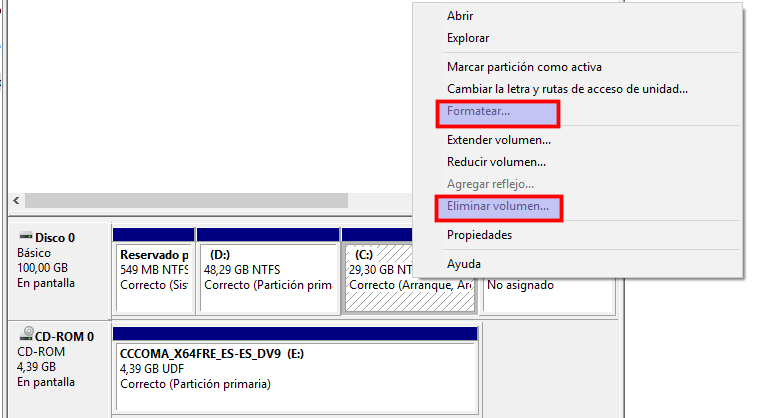 Abrir
Explorar
Marcar partición como activa
Cambiar la letra y rutas de acceso de unidad...
Formatear...
Extender volumen...
Reducir volumen...
Agregar reflejo...
Eliminar volumen...
Propiedades
Ayuda
Disco 0
Básico
100,00 GB
En pantalla
Reservado p
549 MB NTFS
Correcto (Sis
(D:)
48,29 GB NTFS
Correcto (Partición prim
(C:)
29,30 GB NT
Correcto (Arranque, Arc
No asignado
CD-ROM 0
CD-ROM
4,39 GB
En pantalla
CCCOMA_X64FRE_ES-ES_DV9 (E:)
4,39 GB UDF
Correcto (Partición primaria)